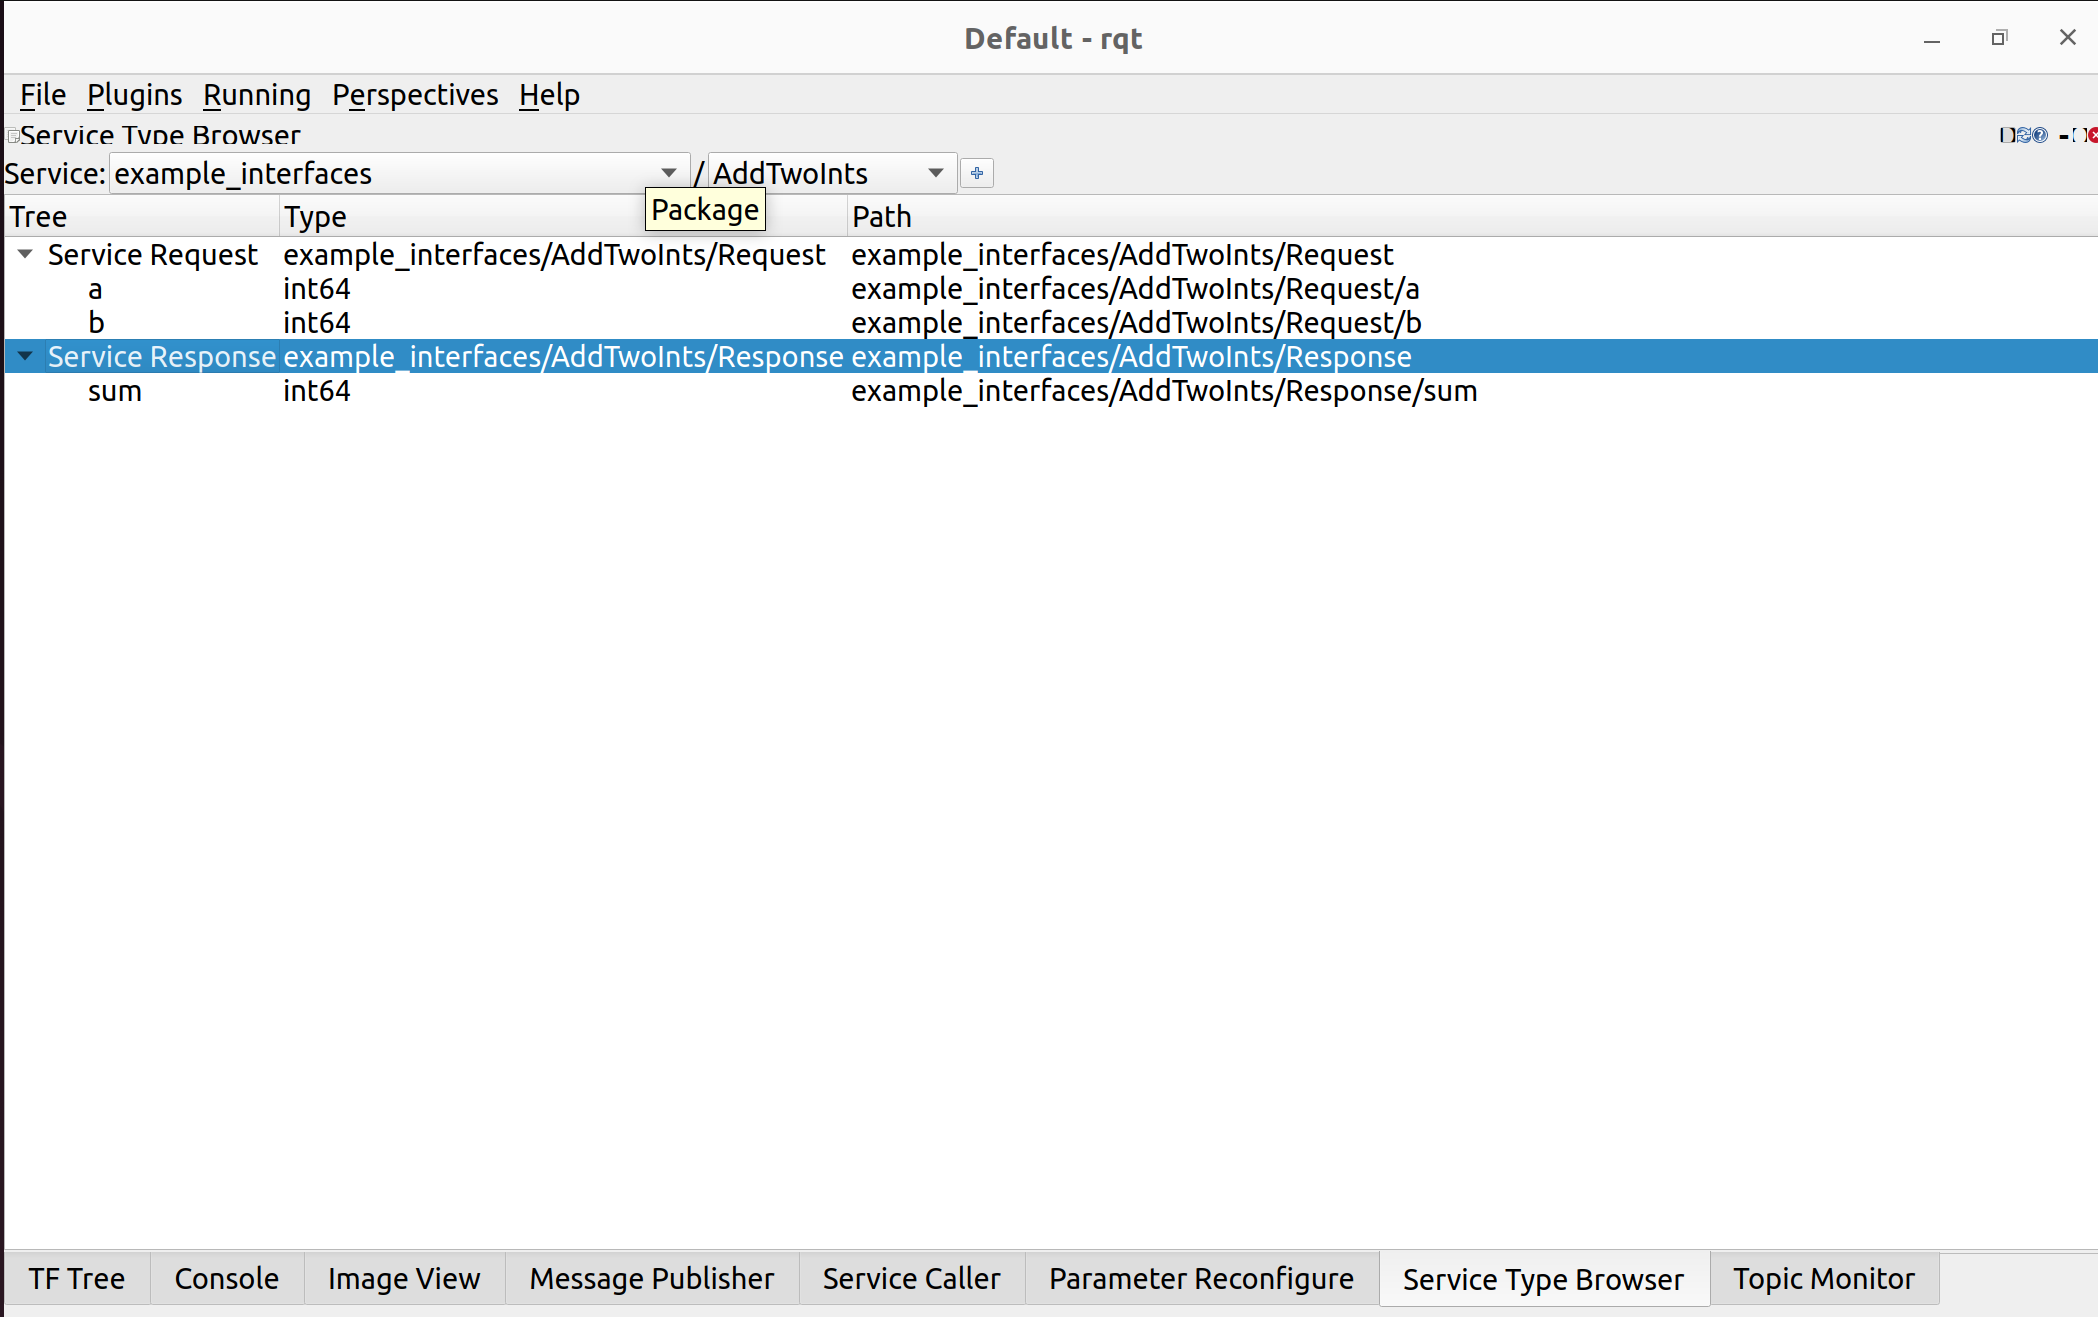 Default - rqt
File Plugins Running Perspectives Help
Service Type Browser
Service: example_interfaces / AddTwoInts
Package
Tree Type Path
Service Request example_interfaces/AddTwoInts/Request example_interfaces/AddTwoInts/Request
a int64 example_interfaces/AddTwoInts/Request/a
b int64 example_interfaces/AddTwoInts/Request/b
Service Response example_interfaces/AddTwoInts/Response example_interfaces/AddTwoInts/Response
sum int64 example_interfaces/AddTwoInts/Response/sum
TF Tree Console Image View Message Publisher Service Caller Parameter Reconfigure Service Type Browser Topic Monitor